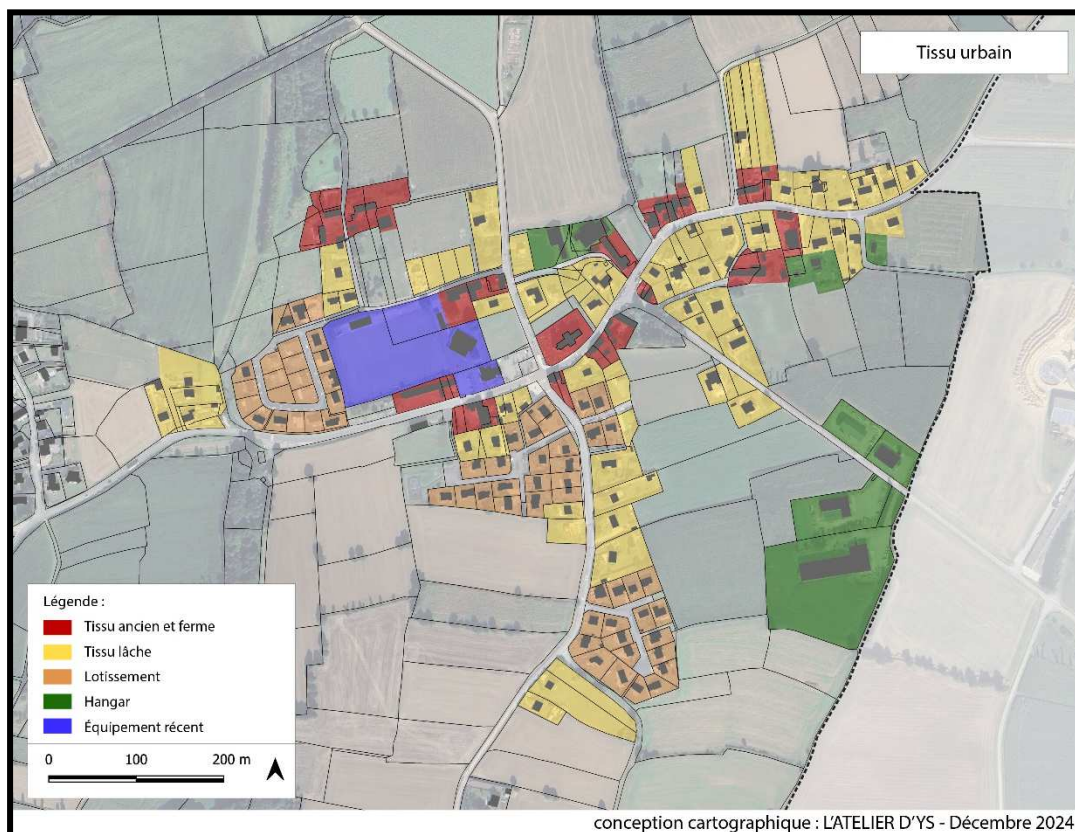 Tissu urbain
Légende :
Tissu ancien et ferme
Tissu lâche
Lotissement
Hangar
Équipement récent
0 100 200 m
conception cartographique : L'ATELIER D'YS - Décembre 2024